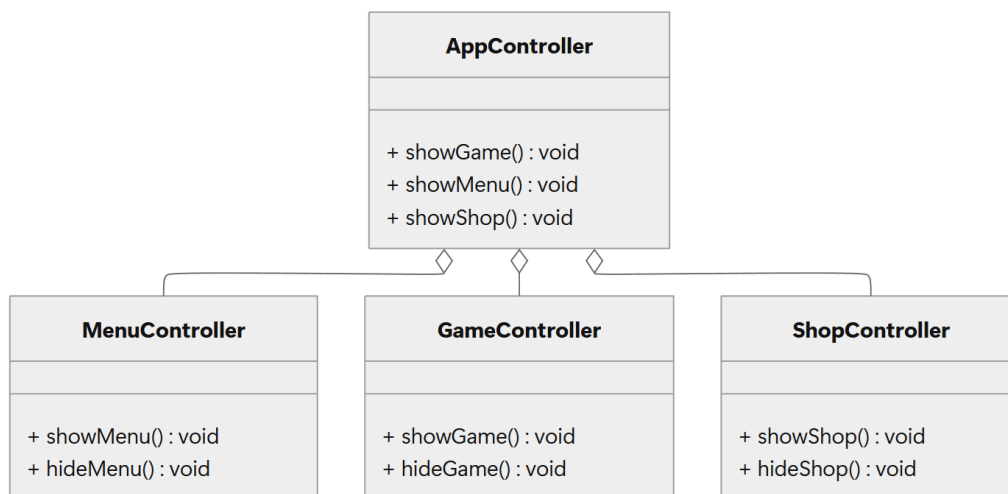 AppController
+ showGame() : void
+ showMenu() : void
+ showShop() : void
MenuController
+ showMenu() : void
+ hideMenu() : void
GameController
+ showGame() : void
+ hideGame() : void
ShopController
+ showShop() : void
+ hideShop() : void